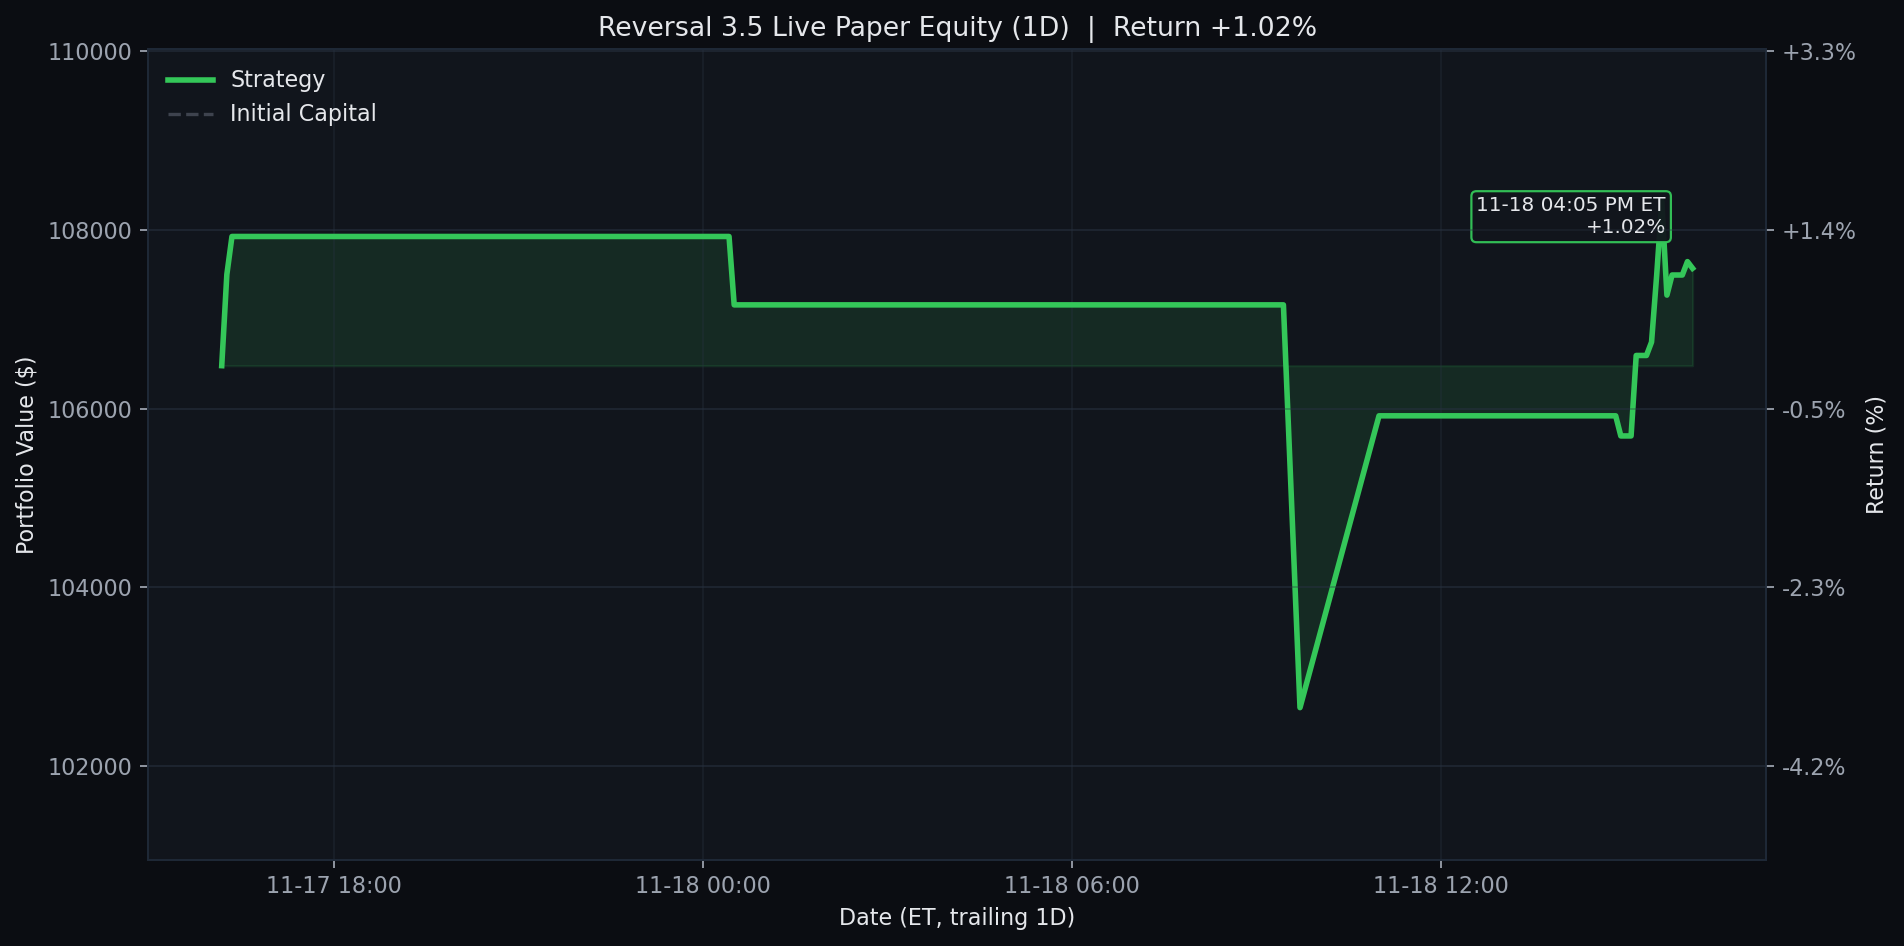 Reversal 3.5 Live Paper Equity (1D) | Return +1.02%
Strategy
Initial Capital
110000
108000
106000
104000
102000
Portfolio Value ($)
11-18 04:05 PM ET
+1.02%
+3.3%
+1.4%
-0.5%
-2.3%
-4.2%
Return (%)
11-17 18:00
11-18 00:00
11-18 06:00
11-18 12:00
Date (ET, trailing 1D)